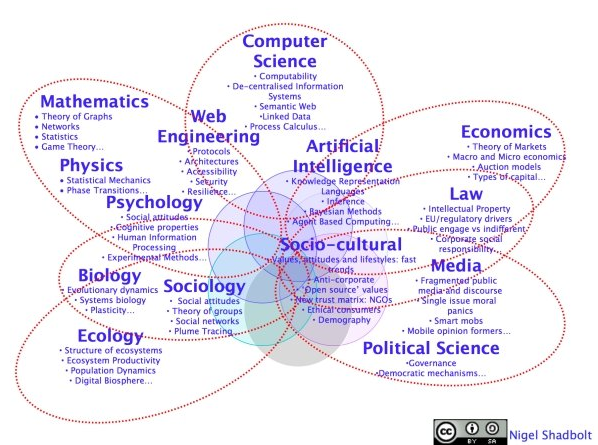 Computer
Science
• Computability
• De-centralised Information
Systems
• Semantic Web
•Linked Data
• Process Calculus...
Mathematics
• Theory of Graphs
• Networks
• Statistics
• Game Theory...
Web
Engineering
• Protocols
• Architectures
• Accessibility
• Security
• Resilience...
Artificial
Intelligence
• Knowledge Representation
Languages
• Inference
• Bayesian Methods
• Agent Based Computing...
Economics
• Theory of Markets
• Macro and Micro economics
• Auction models
• Types of capital...
Physics
• Statistical Mechanics
• Phase Transitions...
Law
• Intellectual Property
• EU/regulatory drivers
Public engage vs indifferent
• Corporate social
responsibility...
Psychology
• Social attitudes
Cognitive properties
• Human Information
Processing
• Experimental Methods...
Socio-cultural
Values, attitudes and lifestyles: fast
trends
• Anti-corporate
'Open source' values
New trust matrix: NGOs
• Ethical consumers
• Demography
Media
• Fragmented public
media and discourse
Single issue moral
panics
• Smart mobs
• Mobile opinion formers...
Biology
• Evolutionary dynamics
• Systems biology
• Plasticity...
Sociology
• Social attitudes
• Theory of groups
• Social networks
• Plume Tracing...
Ecology
• Structure of ecosystems
• Ecosystem Productivity
• Population Dynamics
• Digital Biosphere...
Political Science
•Governance
•Democratic mechanisms...
cc
BY SA
Nigel Shadbolt